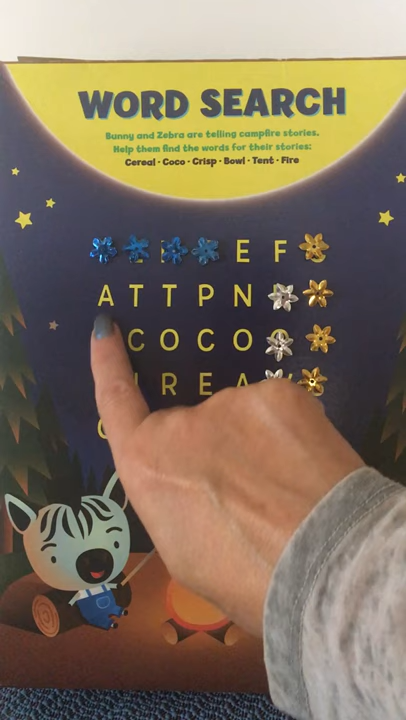 WORD SEARCH
Bunny and Zebra are telling campfire stories.
Help them find the words for their stories:
Cereal · Coco · Crisp · Bowl · Tent · Fire
E F
A T T P N
C O C O
R E A